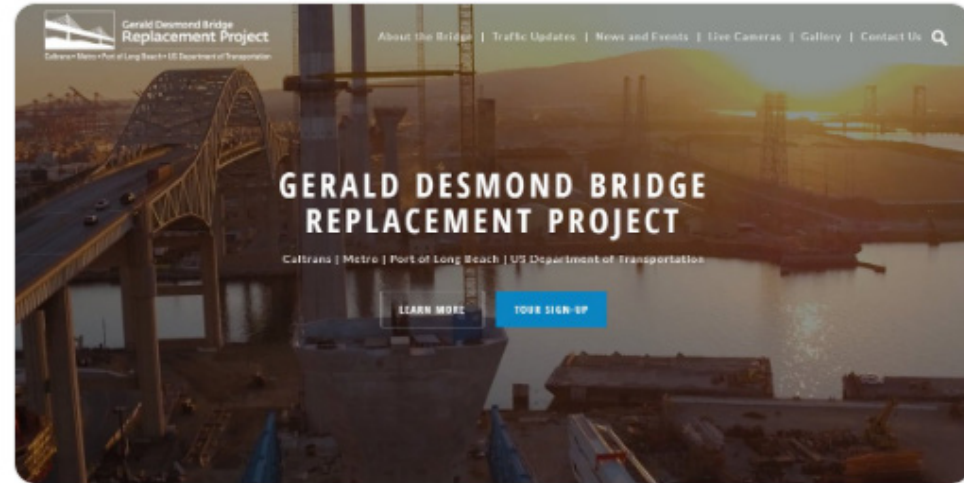 Gerald Desmond Bridge
Replacement Project
Caltrans • Metro • Port of Long Beach • US Department of Transportation
About the Bridge | Traffic Updates | News and Events | Live Cameras | Gallery | Contact Us
GERALD DESMOND BRIDGE
REPLACEMENT PROJECT
Caltrans | Metro | Port of Long Beach | US Department of Transportation
LEARN MORE
TOUR SIGN-UP